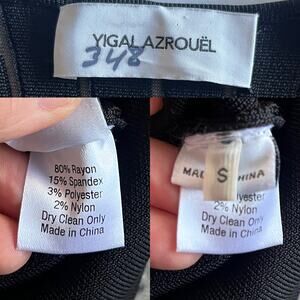 YIGAL AZROUËL
348
80% Rayon
15% Spandex
3% Polyester
2% Nylon
Dry Clean Only
Made in China
S
MADE CHINA
Polyester
2% Nylon
Dry Clean Only
Made in China